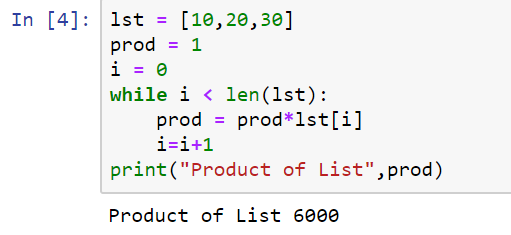 In [4]: lst = [10,20,30]
prod = 1
i = 0
while i < len(lst):
    prod = prod*lst[i]
    i=i+1
print("Product of List",prod)
Product of List 6000